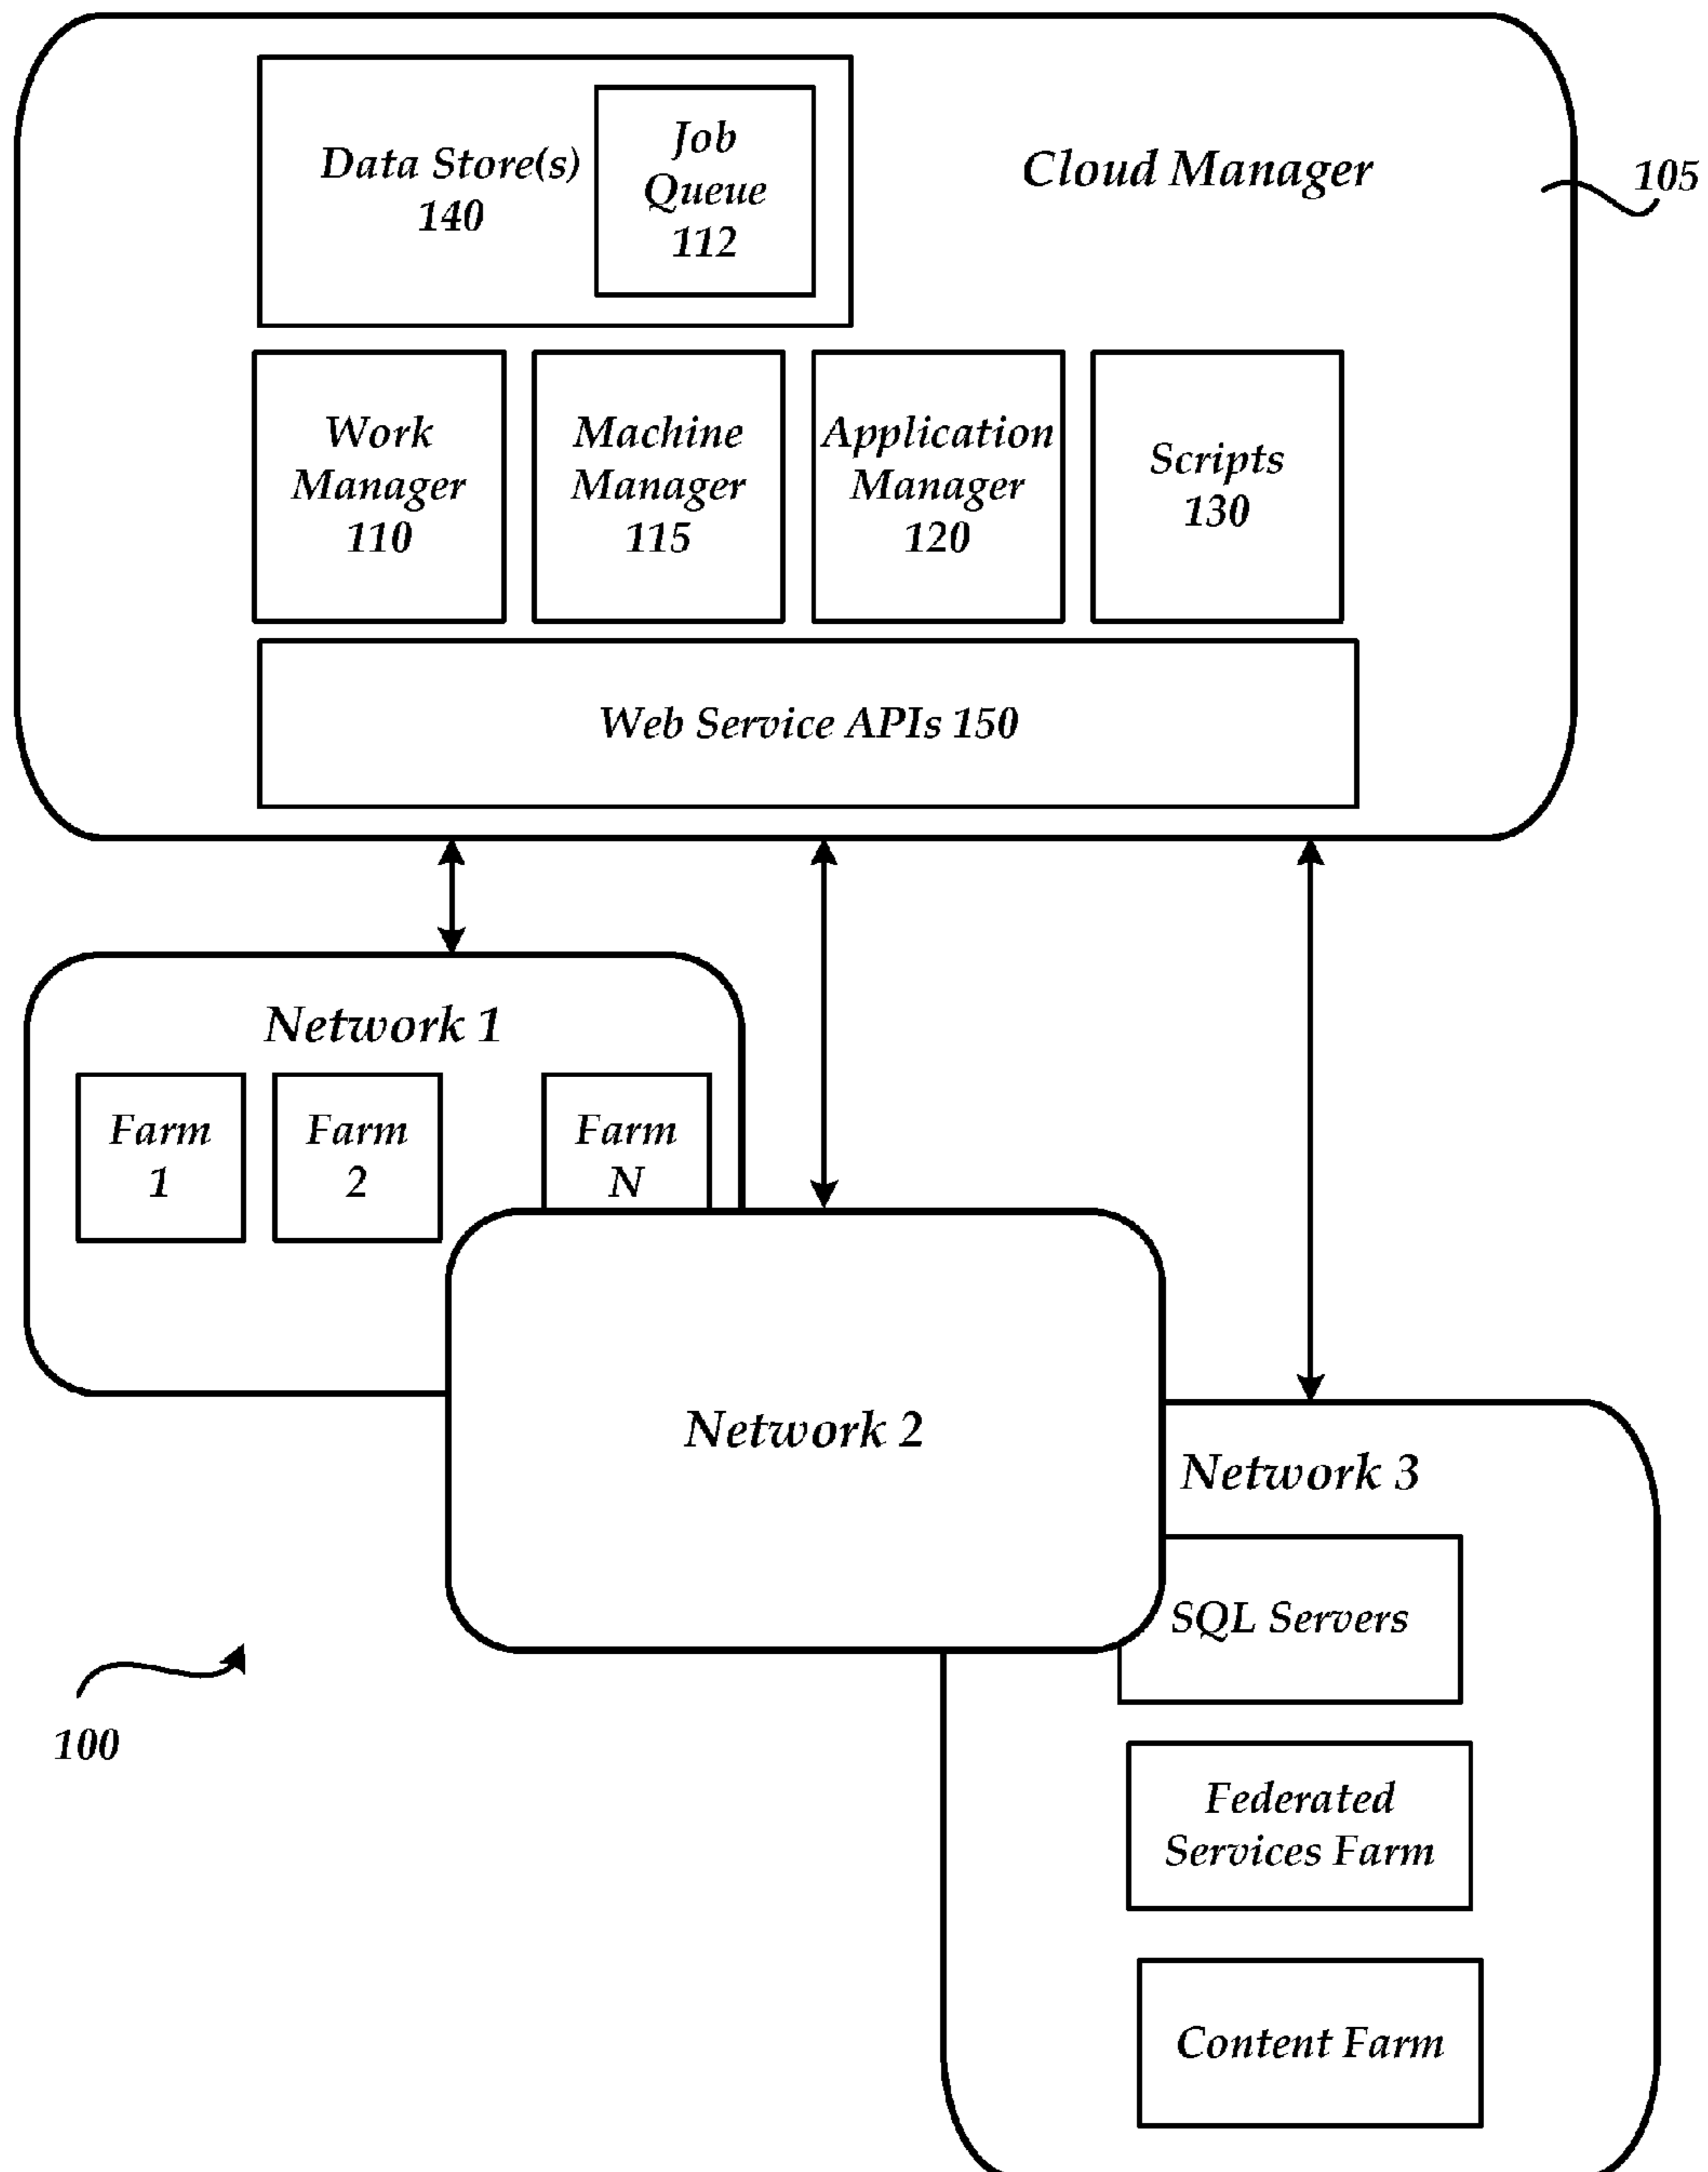 Data Store(s)
140
Job
Queue
112
Cloud Manager
105
Work
Manager
110
Machine
Manager
115
Application
Manager
120
Scripts
130
Web Service APIs 150
Network 1
Farm
1
Farm
2
Farm
N
Network 2
Network 3
SQL Servers
Federated
Services Farm
Content Farm
100